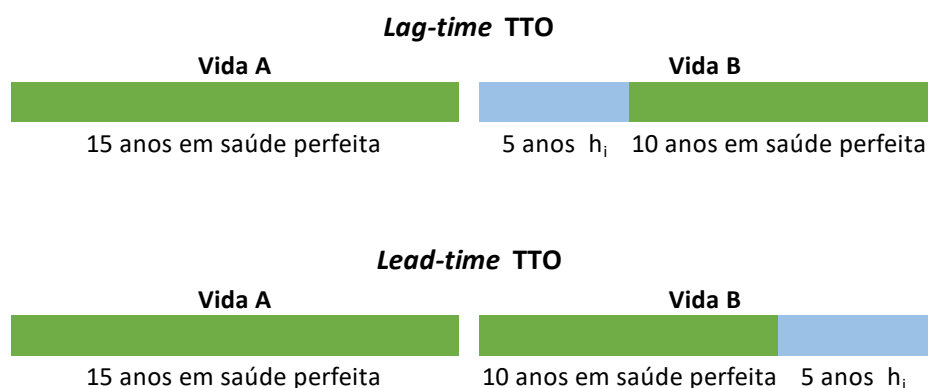 Lag-time TTO
Vida A Vida B
15 anos em saúde perfeita 5 anos hᵢ 10 anos em saúde perfeita
Lead-time TTO
Vida A Vida B
15 anos em saúde perfeita 10 anos em saúde perfeita 5 anos hᵢ